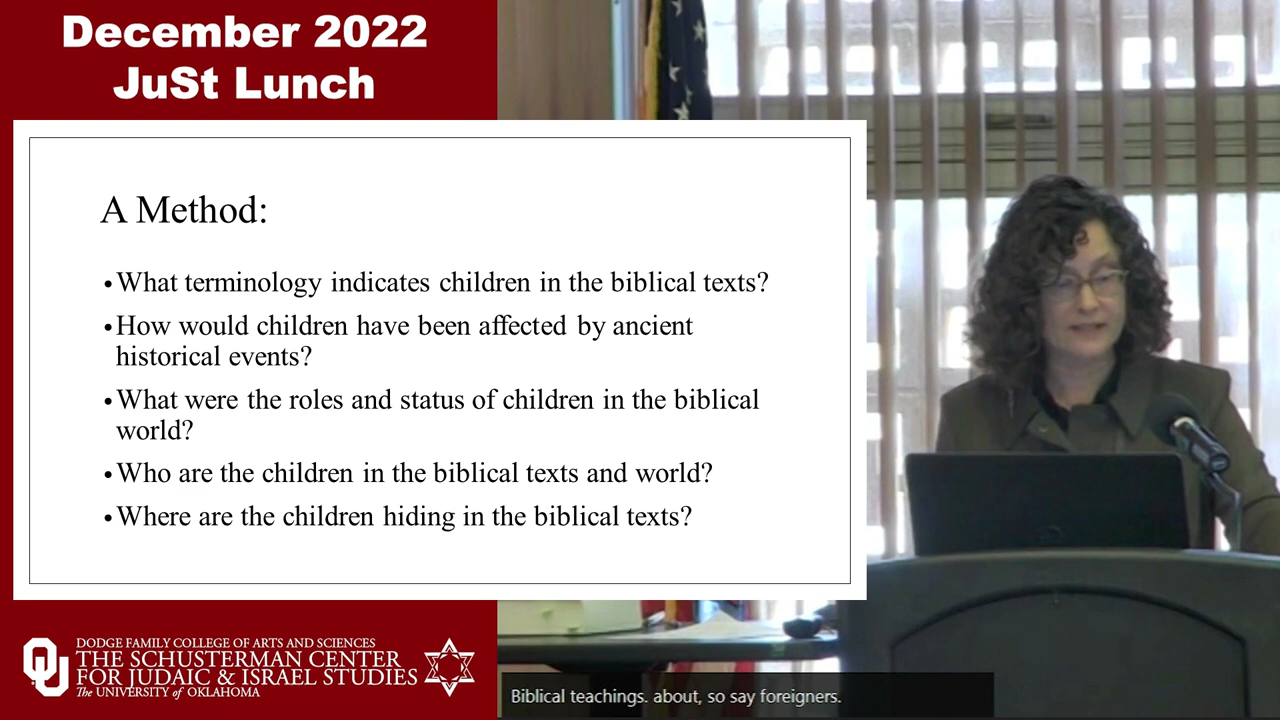 December 2022
JuSt Lunch
A Method:
•What terminology indicates children in the biblical texts?
•How would children have been affected by ancient
historical events?
•What were the roles and status of children in the biblical
world?
•Who are the children in the biblical texts and world?
•Where are the children hiding in the biblical texts?
OU
DODGE FAMILY COLLEGE OF ARTS AND SCIENCES
THE SCHUSTERMAN CENTER
FOR JUDAIC & ISRAEL STUDIES
The UNIVERSITY of OKLAHOMA
Biblical teachings. about, so say foreigners.